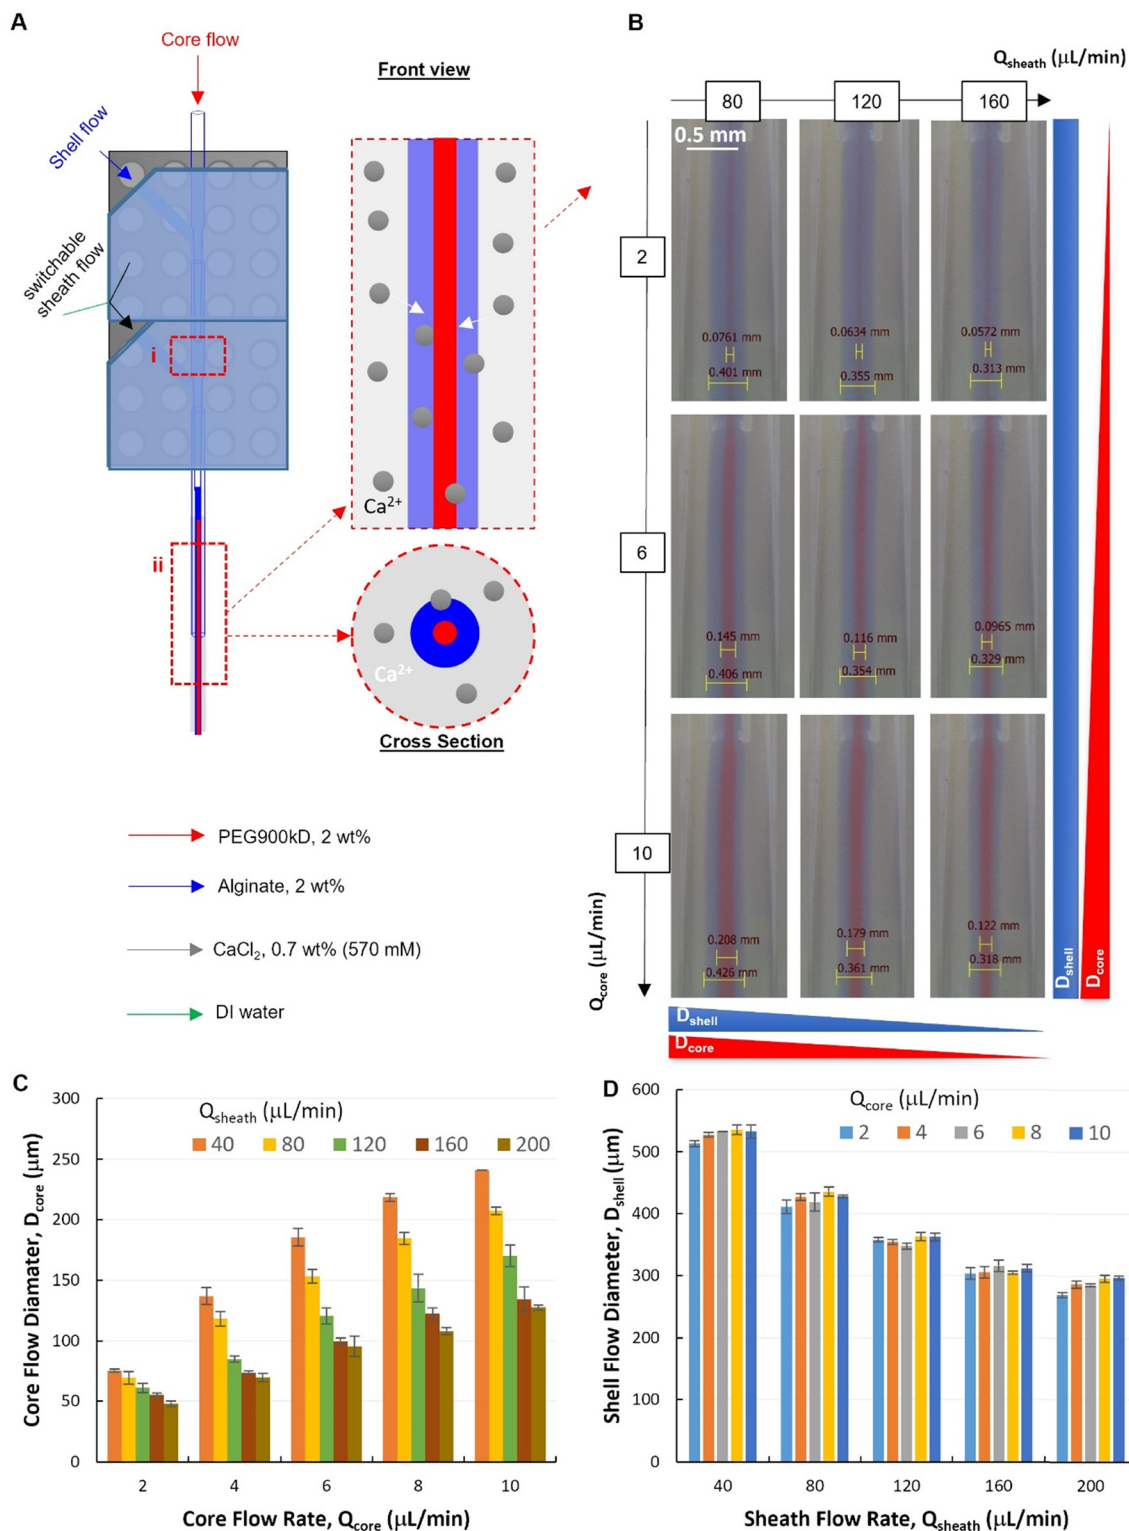 A
Core flow
Shell flow
switchable
sheath flow
i
ii
Front view
Ca2+
Ca2+
Cross Section
PEG900kD, 2 wt%
Alginate, 2 wt%
CaCl2, 0.7 wt% (570 mM)
DI water
B
Qsheath (μL/min)
80 120 160
0.5 mm
2
0.0761 mm 0.0634 mm 0.0572 mm
0.401 mm 0.355 mm 0.313 mm
6
0.145 mm 0.116 mm 0.0965 mm
0.406 mm 0.354 mm 0.329 mm
10
0.208 mm 0.179 mm 0.122 mm
0.426 mm 0.361 mm 0.318 mm
Qcore (μL/min)
Dshell
Dcore
Dshell
Dcore
C
Qsheath (μL/min)
40 80 120 160 200
Core Flow Diamater, Dcore (μm)
300
250
200
150
100
50
0
2 4 6 8 10
Core Flow Rate, Qcore (μL/min)
D
Qcore (μL/min)
2 4 6 8 10
Shell Flow Diameter, Dshell (μm)
600
500
400
300
200
100
0
40 80 120 160 200
Sheath Flow Rate, Qsheath (μL/min)